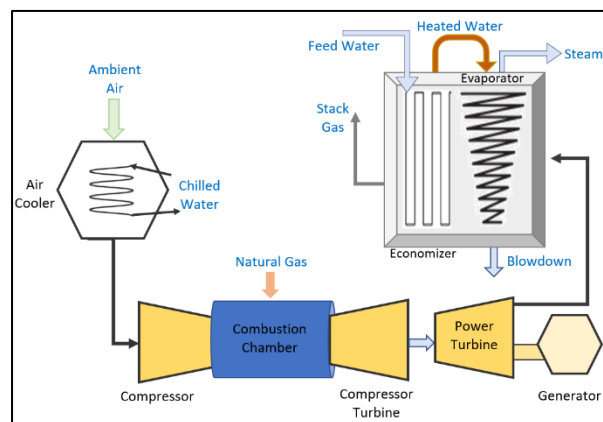 Heated Water
Feed Water
Steam
Evaporator
Ambient
Air
Stack
Gas
Air
Cooler
Chilled
Water
Economizer
Blowdown
Natural Gas
Combustion
Chamber
Power
Turbine
Compressor
Compressor
Turbine
Generator